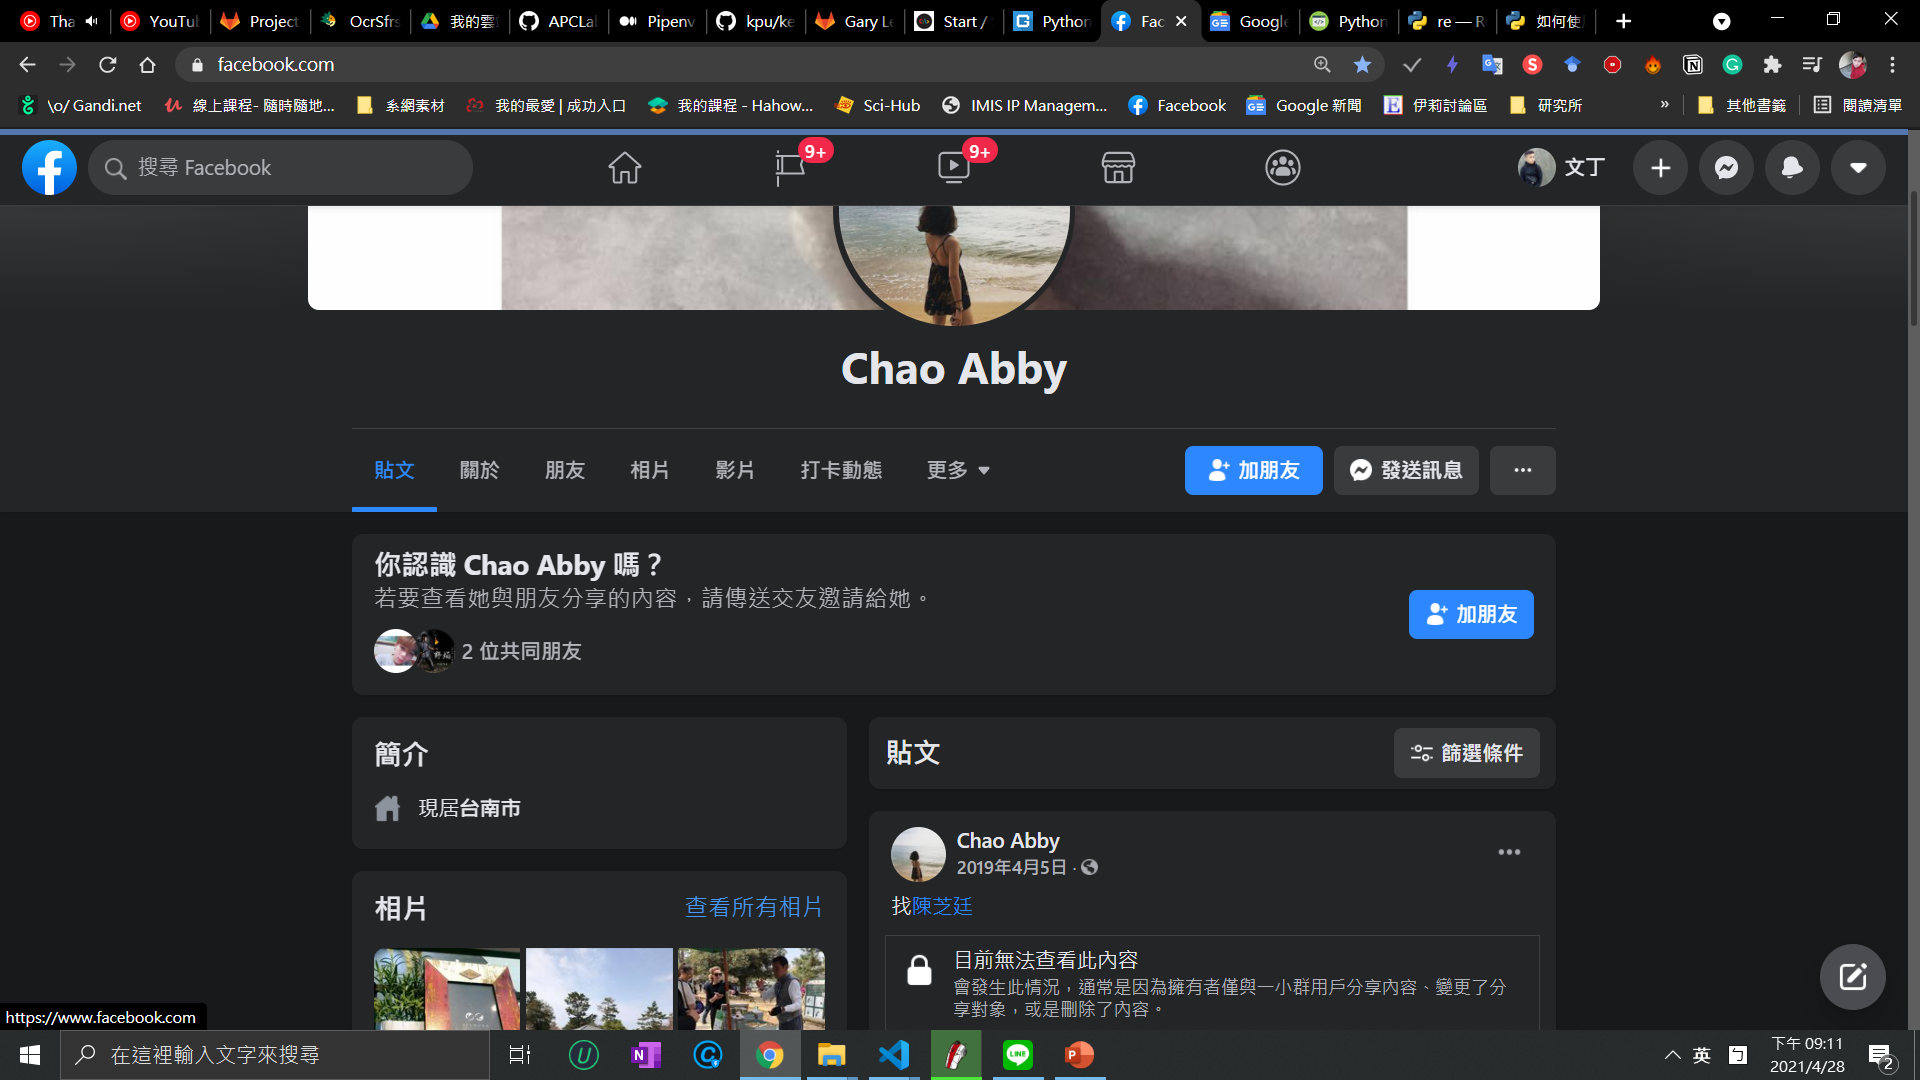 Tha
YouTu
Project
OcrSfrs
我的雲
APCLa
Pipenv
kpu/ke
Gary Le
Start /
Python
Fac
Google
Python
re — R
如何使
facebook.com
\o/ Gandi.net
線上課程- 隨時隨地...
系網素材
我的最愛 | 成功入口
我的課程 - Hahow...
Sci-Hub
IMIS IP Managem...
Facebook
Google 新聞
伊莉討論區
研究所
»
其他書籤
閱讀清單
搜尋 Facebook
9+
9+
文丁
Chao Abby
貼文
關於
朋友
相片
影片
打卡動態
更多
加朋友
發送訊息
你認識 Chao Abby 嗎？
若要查看她與朋友分享的內容，請傳送交友邀請給她。
加朋友
2 位共同朋友
簡介
現居台南市
相片
查看所有相片
貼文
篩選條件
Chao Abby
2019年4月5日 ·
找陳芝廷
目前無法查看此內容
會發生此情況，通常是因為擁有者僅與一小群用戶分享內容、變更了分
享對象，或是刪除了內容。
https://www.facebook.com
在這裡輸入文字來搜尋
英
下午 09:11
2021/4/28
2